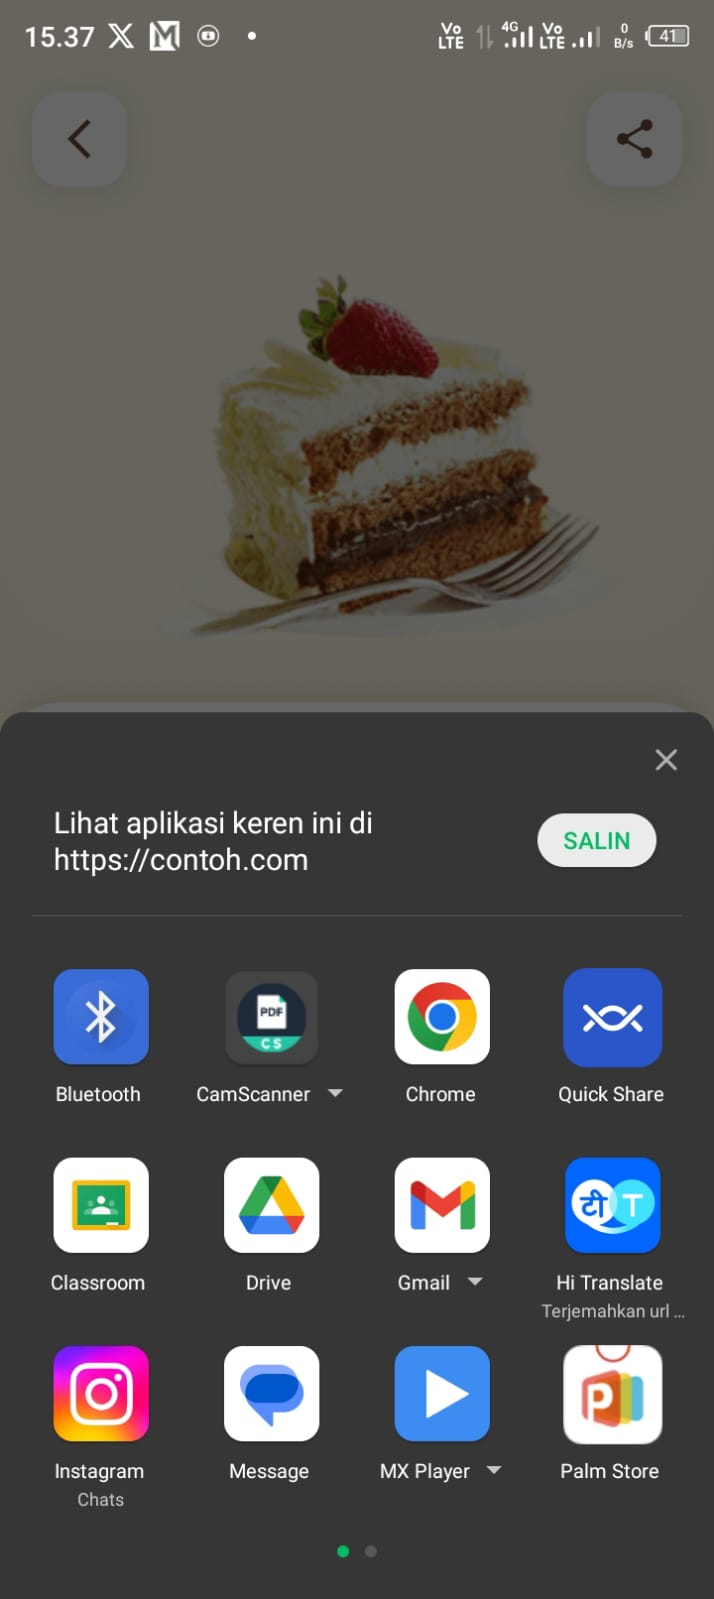 15.37
Vo LTE 4G Vo LTE 0 B/s 41
Lihat aplikasi keren ini di
https://contoh.com
SALIN
PDF
CS
Bluetooth
CamScanner
Chrome
Quick Share
टी T
Classroom
Drive
Gmail
Hi Translate
Terjemahkan url ...
P
Instagram
Chats
Message
MX Player
Palm Store